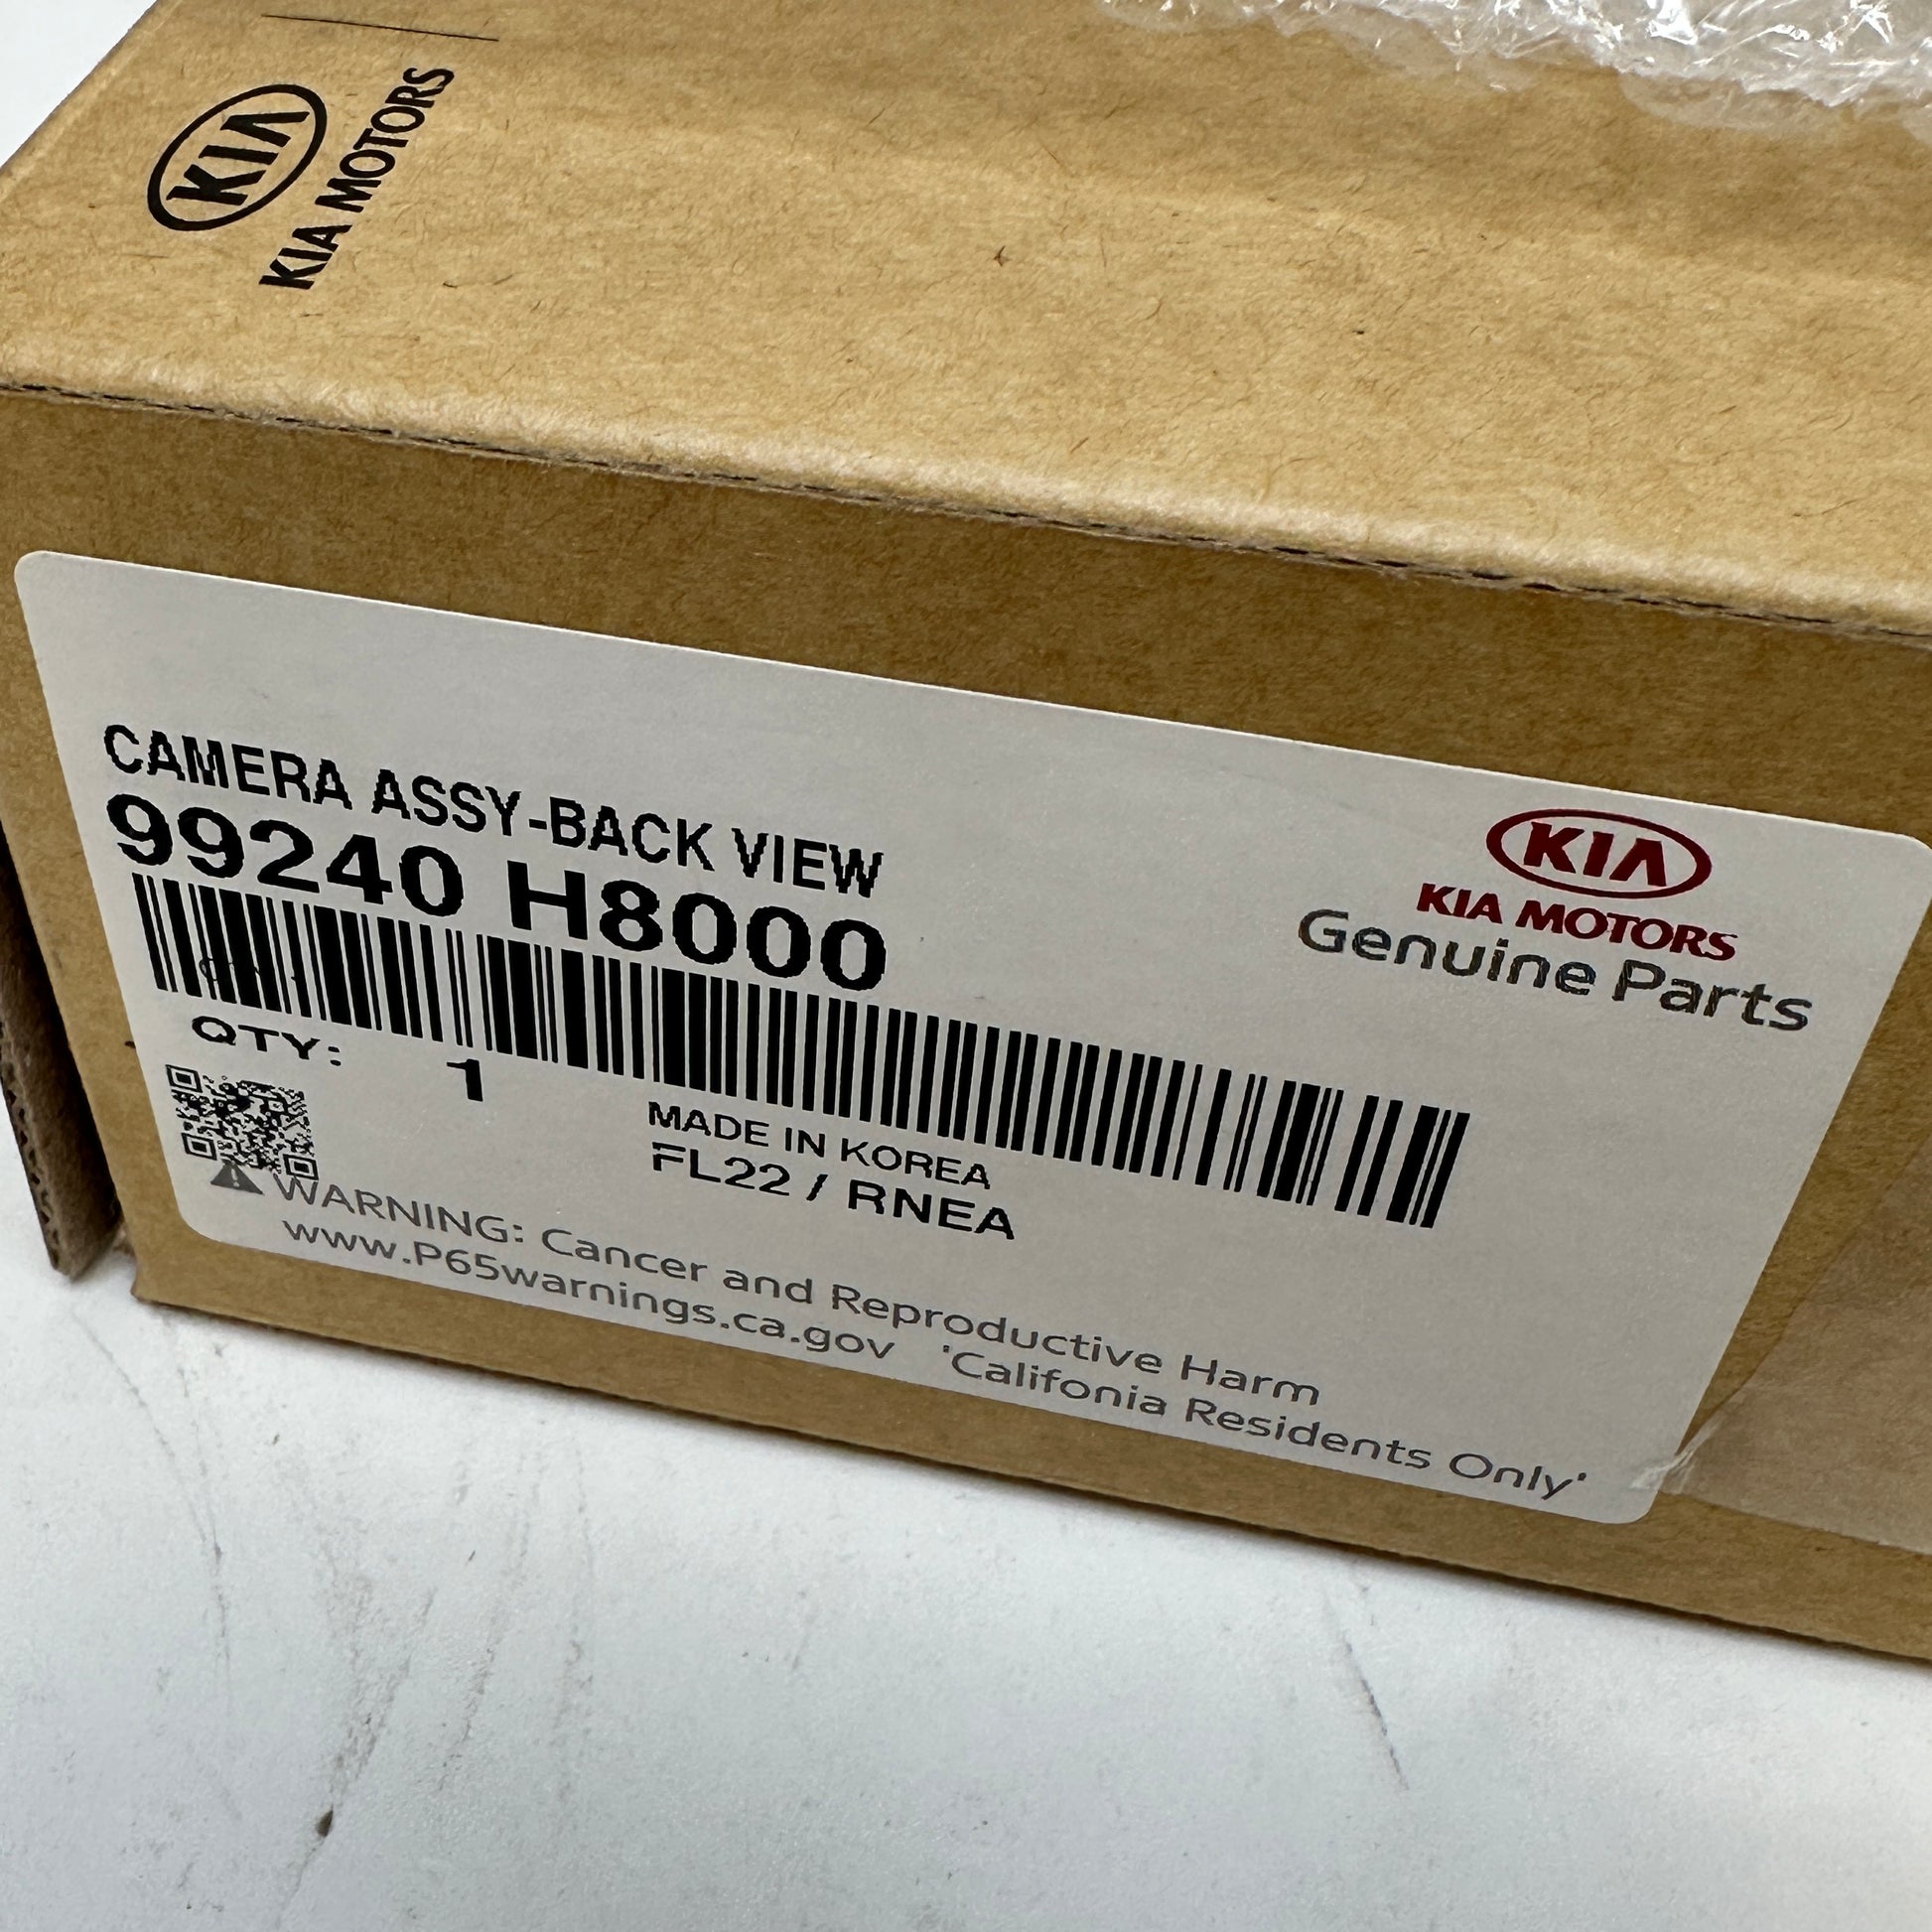 KIA
KIA MOTORS
CAMERA ASSY-BACK VIEW
99240 H8000
KIA
KIA MOTORS
Genuine Parts
QTY: 1
MADE IN KOREA
FL22 / RNEA
WARNING: Cancer and Reproductive Harm
www.P65warnings.ca.gov 'Califonia Residents Only'